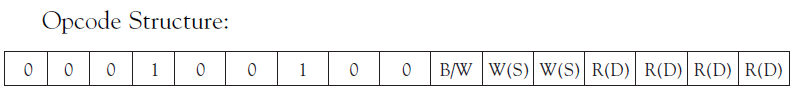 Opcode Structure:
0 0 0 1 0 0 1 0 0 B/W W(S) W(S) R(D) R(D) R(D) R(D)